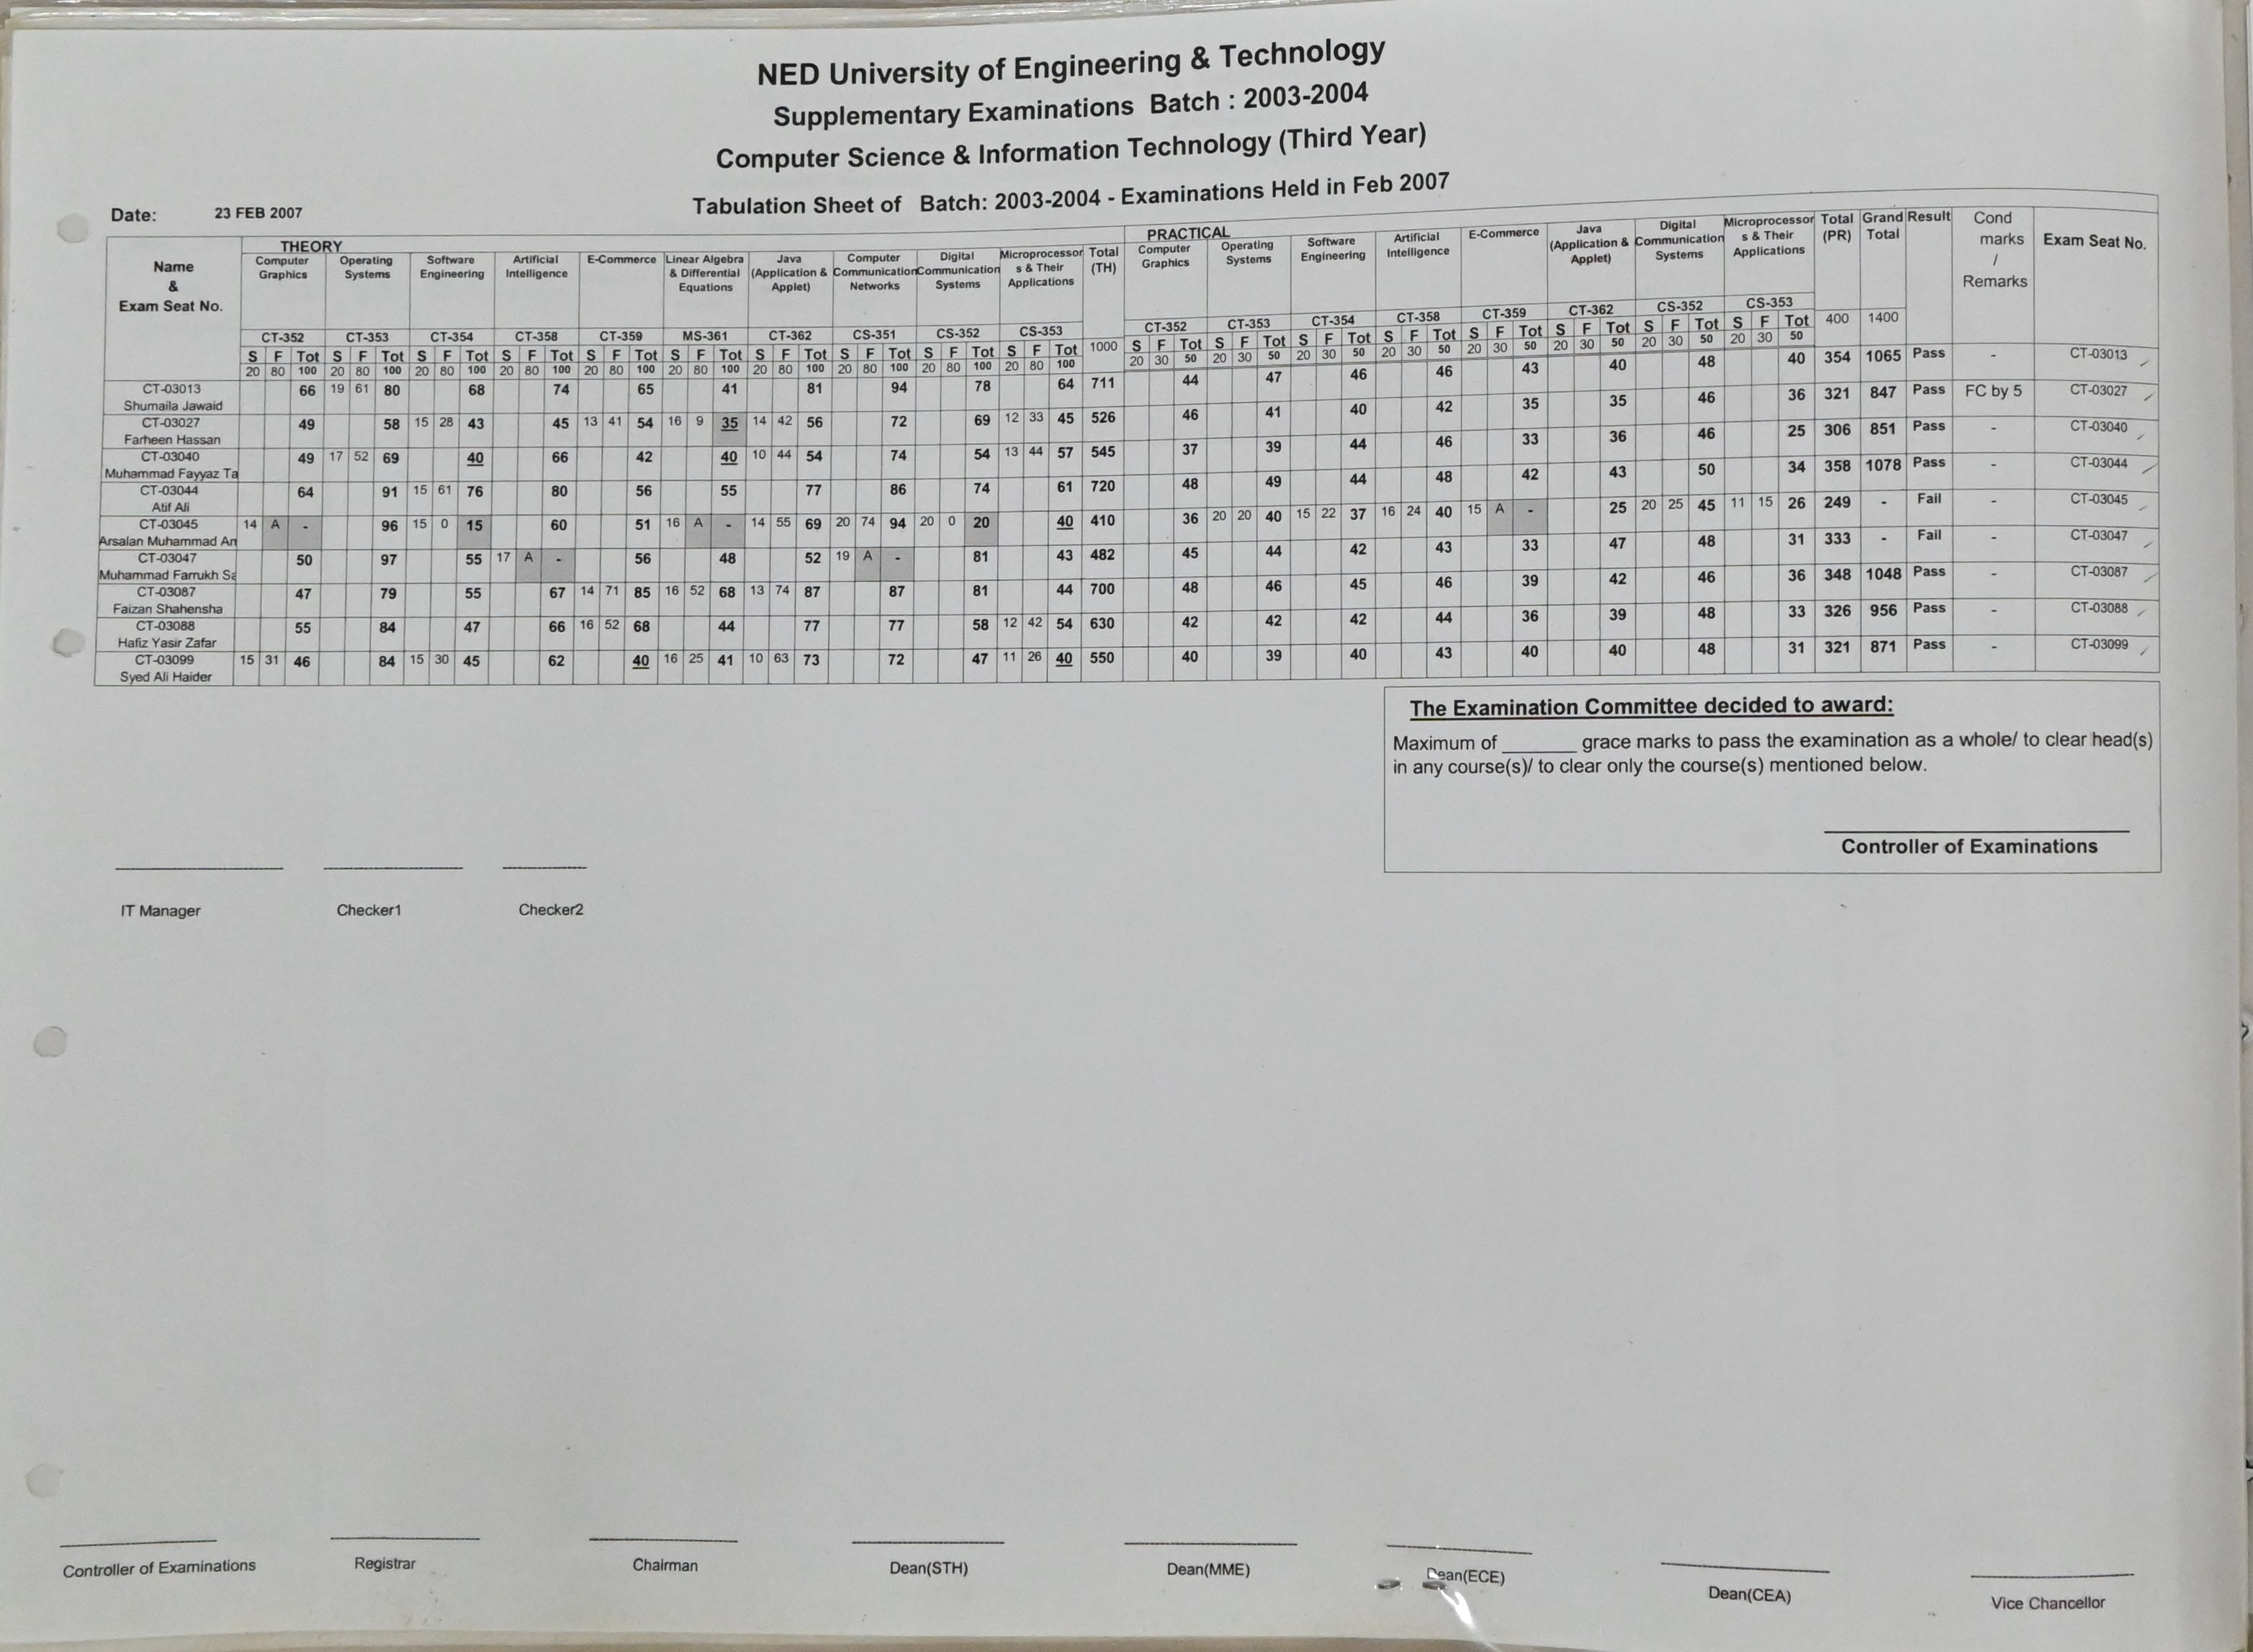 NED University of Engineering & Technology
Supplementary Examinations Batch : 2003-2004
Computer Science & Information Technology (Third Year)
Tabulation Sheet of Batch: 2003-2004 - Examinations Held in Feb 2007
Date: 23 FEB 2007
THEORY PRACTICAL
Name & Exam Seat No. Computer Graphics Operating Systems Software Engineering Artificial Intelligence E-Commerce Linear Algebra & Differential Equations Java (Application & Applet) Computer Communication Networks Digital Communication Systems Microprocessor s & Their Applications Total (TH) Computer Graphics Operating Systems Software Engineering Artificial Intelligence E-Commerce Java (Application & Applet) Digital Communication Systems Microprocessor s & Their Applications Total (PR) Grand Total Result Cond marks / Remarks Exam Seat No.
CT-352 CT-353 CT-354 CT-358 CT-359 MS-361 CT-362 CS-351 CS-352 CS-353 CT-352 CT-353 CT-354 CT-358 CT-359 CT-362 CS-352 CS-353
S F Tot S F Tot S F Tot S F Tot S F Tot S F Tot S F Tot S F Tot S F Tot S F Tot 1000 S F Tot S F Tot S F Tot S F Tot S F Tot S F Tot S F Tot S F Tot 400 1400
20 80 100 20 80 100 20 80 100 20 80 100 20 80 100 20 80 100 20 80 100 20 80 100 20 80 100 20 80 100 20 30 50 20 30 50 20 30 50 20 30 50 20 30 50 20 30 50 20 30 50 20 30 50
CT-03013 66 19 61 80 68 74 65 41 81 94 78 64 711 44 47 46 46 43 40 48 40 354 1065 Pass - CT-03013
Shumaila Jawaid
CT-03027 49 58 15 28 43 45 13 41 54 16 9 35 14 42 56 72 69 12 33 45 526 46 41 40 42 35 35 46 36 321 847 Pass FC by 5 CT-03027
Farheen Hassan
CT-03040 49 17 52 69 40 66 42 40 10 44 54 74 54 13 44 57 545 37 39 44 46 33 36 46 25 306 851 Pass - CT-03040
Muhammad Fayyaz Ta
CT-03044 64 91 15 61 76 80 56 55 77 86 74 61 720 48 49 44 48 42 43 50 34 358 1078 Pass - CT-03044
Atif Ali
CT-03045 14 A - 96 15 0 15 60 51 16 A - 14 55 69 20 74 94 20 0 20 40 410 36 20 20 40 15 22 37 16 24 40 15 A - 25 20 25 45 11 15 26 249 - Fail - CT-03045
Arsalan Muhammad An
CT-03047 50 97 55 17 A - 56 48 52 19 A - 81 43 482 45 44 42 43 33 47 48 31 333 - Fail - CT-03047
Muhammad Farrukh Sa
CT-03087 47 79 55 67 14 71 85 16 52 68 13 74 87 87 81 44 700 48 46 45 46 39 42 46 36 348 1048 Pass - CT-03087
Faizan Shahensha
CT-03088 55 84 47 66 16 52 68 44 77 77 58 12 42 54 630 42 42 42 44 36 39 48 33 326 956 Pass - CT-03088
Hafiz Yasir Zafar
CT-03099 15 31 46 84 15 30 45 62 40 16 25 41 10 63 73 72 47 11 26 40 550 40 39 40 43 40 40 48 31 321 871 Pass - CT-03099
Syed Ali Haider
The Examination Committee decided to award:
Maximum of _______ grace marks to pass the examination as a whole/ to clear head(s)
in any course(s)/ to clear only the course(s) mentioned below.
Controller of Examinations
IT Manager Checker1 Checker2
Controller of Examinations Registrar Chairman Dean(STH) Dean(MME) Dean(ECE) Dean(CEA) Vice Chancellor